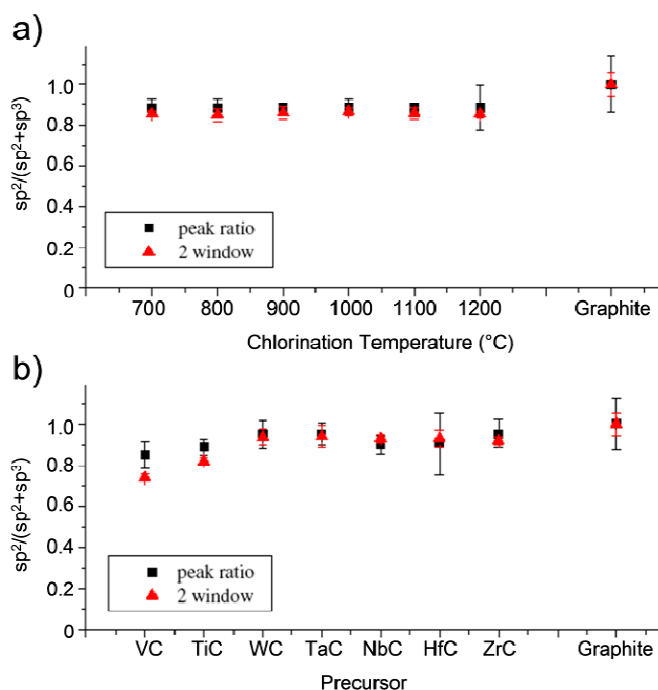 a)
sp²/(sp²+sp³)
1.0
0.8
0.6
0.4
0.2
0
peak ratio
2 window
700 800 900 1000 1100 1200 Graphite
Chlorination Temperature (°C)
b)
sp²/(sp²+sp³)
1.0
0.8
0.6
0.4
0.2
0
peak ratio
2 window
VC TiC WC TaC NbC HfC ZrC Graphite
Precursor